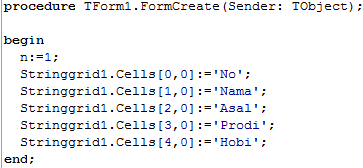 procedure TForm1.FormCreate(Sender: TObject);
begin
n:=1;
Stringgrid1.Cells[0,0]:='No';
Stringgrid1.Cells[1,0]:='Nama';
Stringgrid1.Cells[2,0]:='Asal';
Stringgrid1.Cells[3,0]:='Prodi';
Stringgrid1.Cells[4,0]:='Hobi';
end;